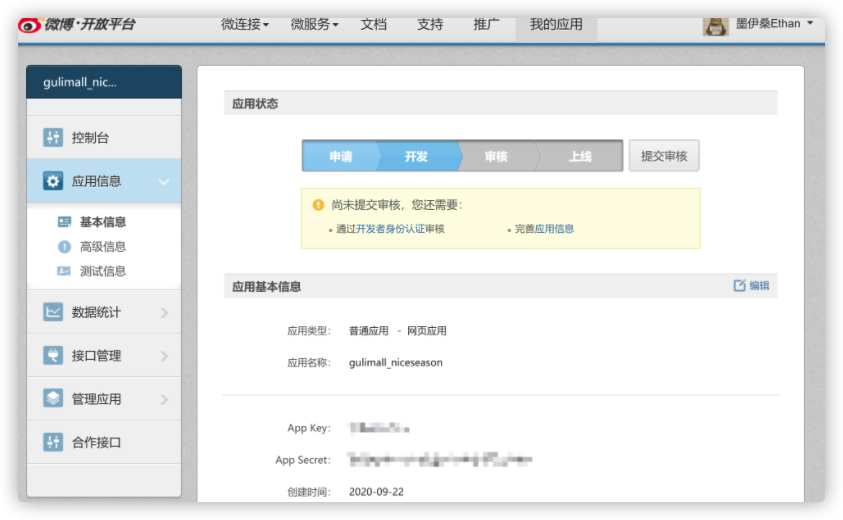 微博·开放平台 微连接 微服务 文档 支持 推广 我的应用 墨伊桑Ethan
gulimall_nic...
控制台
应用信息
基本信息
高级信息
测试信息
数据统计
接口管理
管理应用
合作接口
应用状态
申请 开发 审核 上线 提交审核
尚未提交审核，您还需要：
• 通过开发者身份认证审核 • 完善应用信息
应用基本信息 编辑
应用类型： 普通应用 - 网页应用
应用名称： gulimall_niceseason
App Key：
App Secret：
创建时间： 2020-09-22